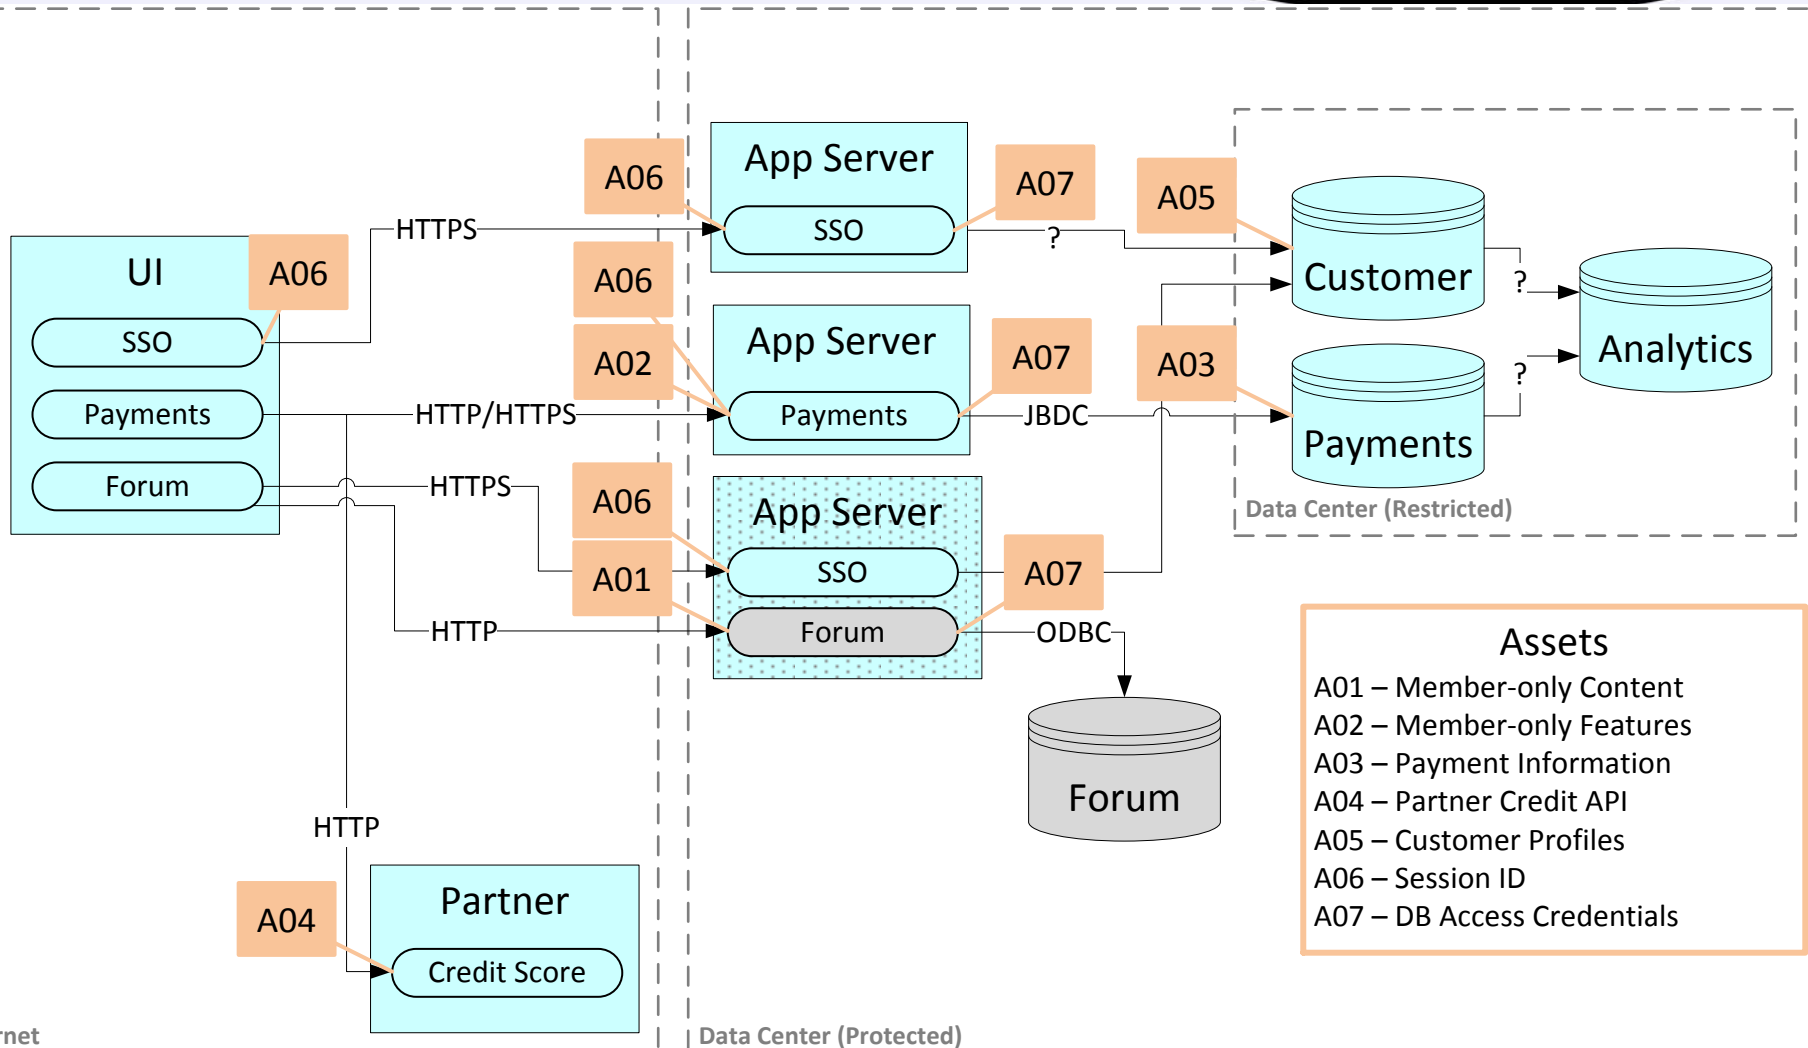 UI
SSO
Payments
Forum
A06
HTTPS
HTTP/HTTPS
HTTPS
HTTP
HTTP
A04
Partner
Credit Score
rnet
A06
App Server
SSO
A07
?
A06
A02
App Server
Payments
A07
JBDC
A06
A01
App Server
SSO
Forum
A07
ODBC
Forum
A05
Customer
?
A03
Payments
?
Analytics
Data Center (Restricted)
Assets
A01 – Member-only Content
A02 – Member-only Features
A03 – Payment Information
A04 – Partner Credit API
A05 – Customer Profiles
A06 – Session ID
A07 – DB Access Credentials
Data Center (Protected)